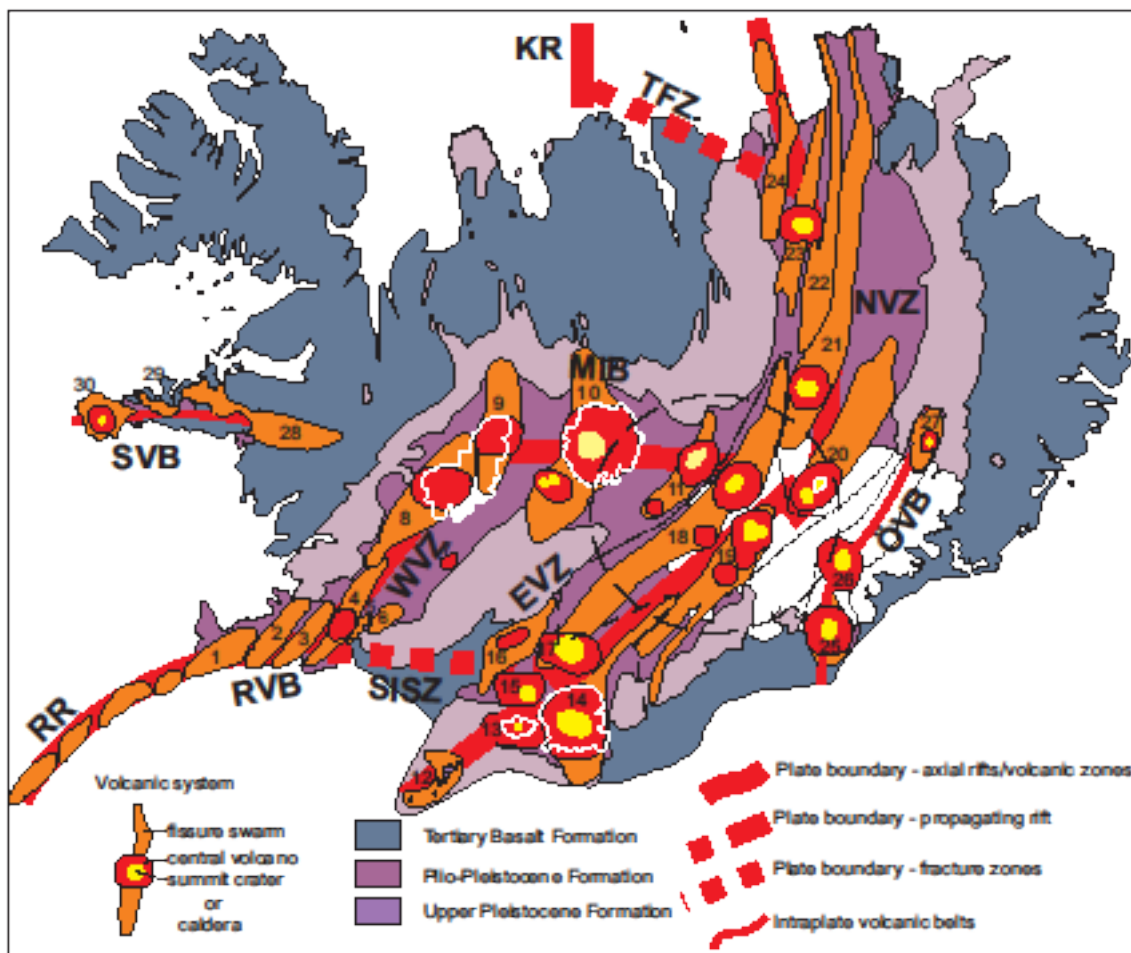 KR
TFZ.
24
23
22
NVZ
21
MIB
10
9
30
29
28
SVB
27
20
11
8
18
ÖVB
19
WVZ
EVZ
26
4
5
6
2
3
1
25
17
16
RVB
SISZ
15
14
RR
13
12
Volcanic system
fissure swarm
central volcano
summit crater
or
caldera
Tertiary Basalt Formation
Plio-Pleistocene Formation
Upper Pleistocene Formation
Plate boundary - axial rifts/volcanic zones
Plate boundary - propagating rift
Plate boundary - fracture zones
Intraplate volcanic belts